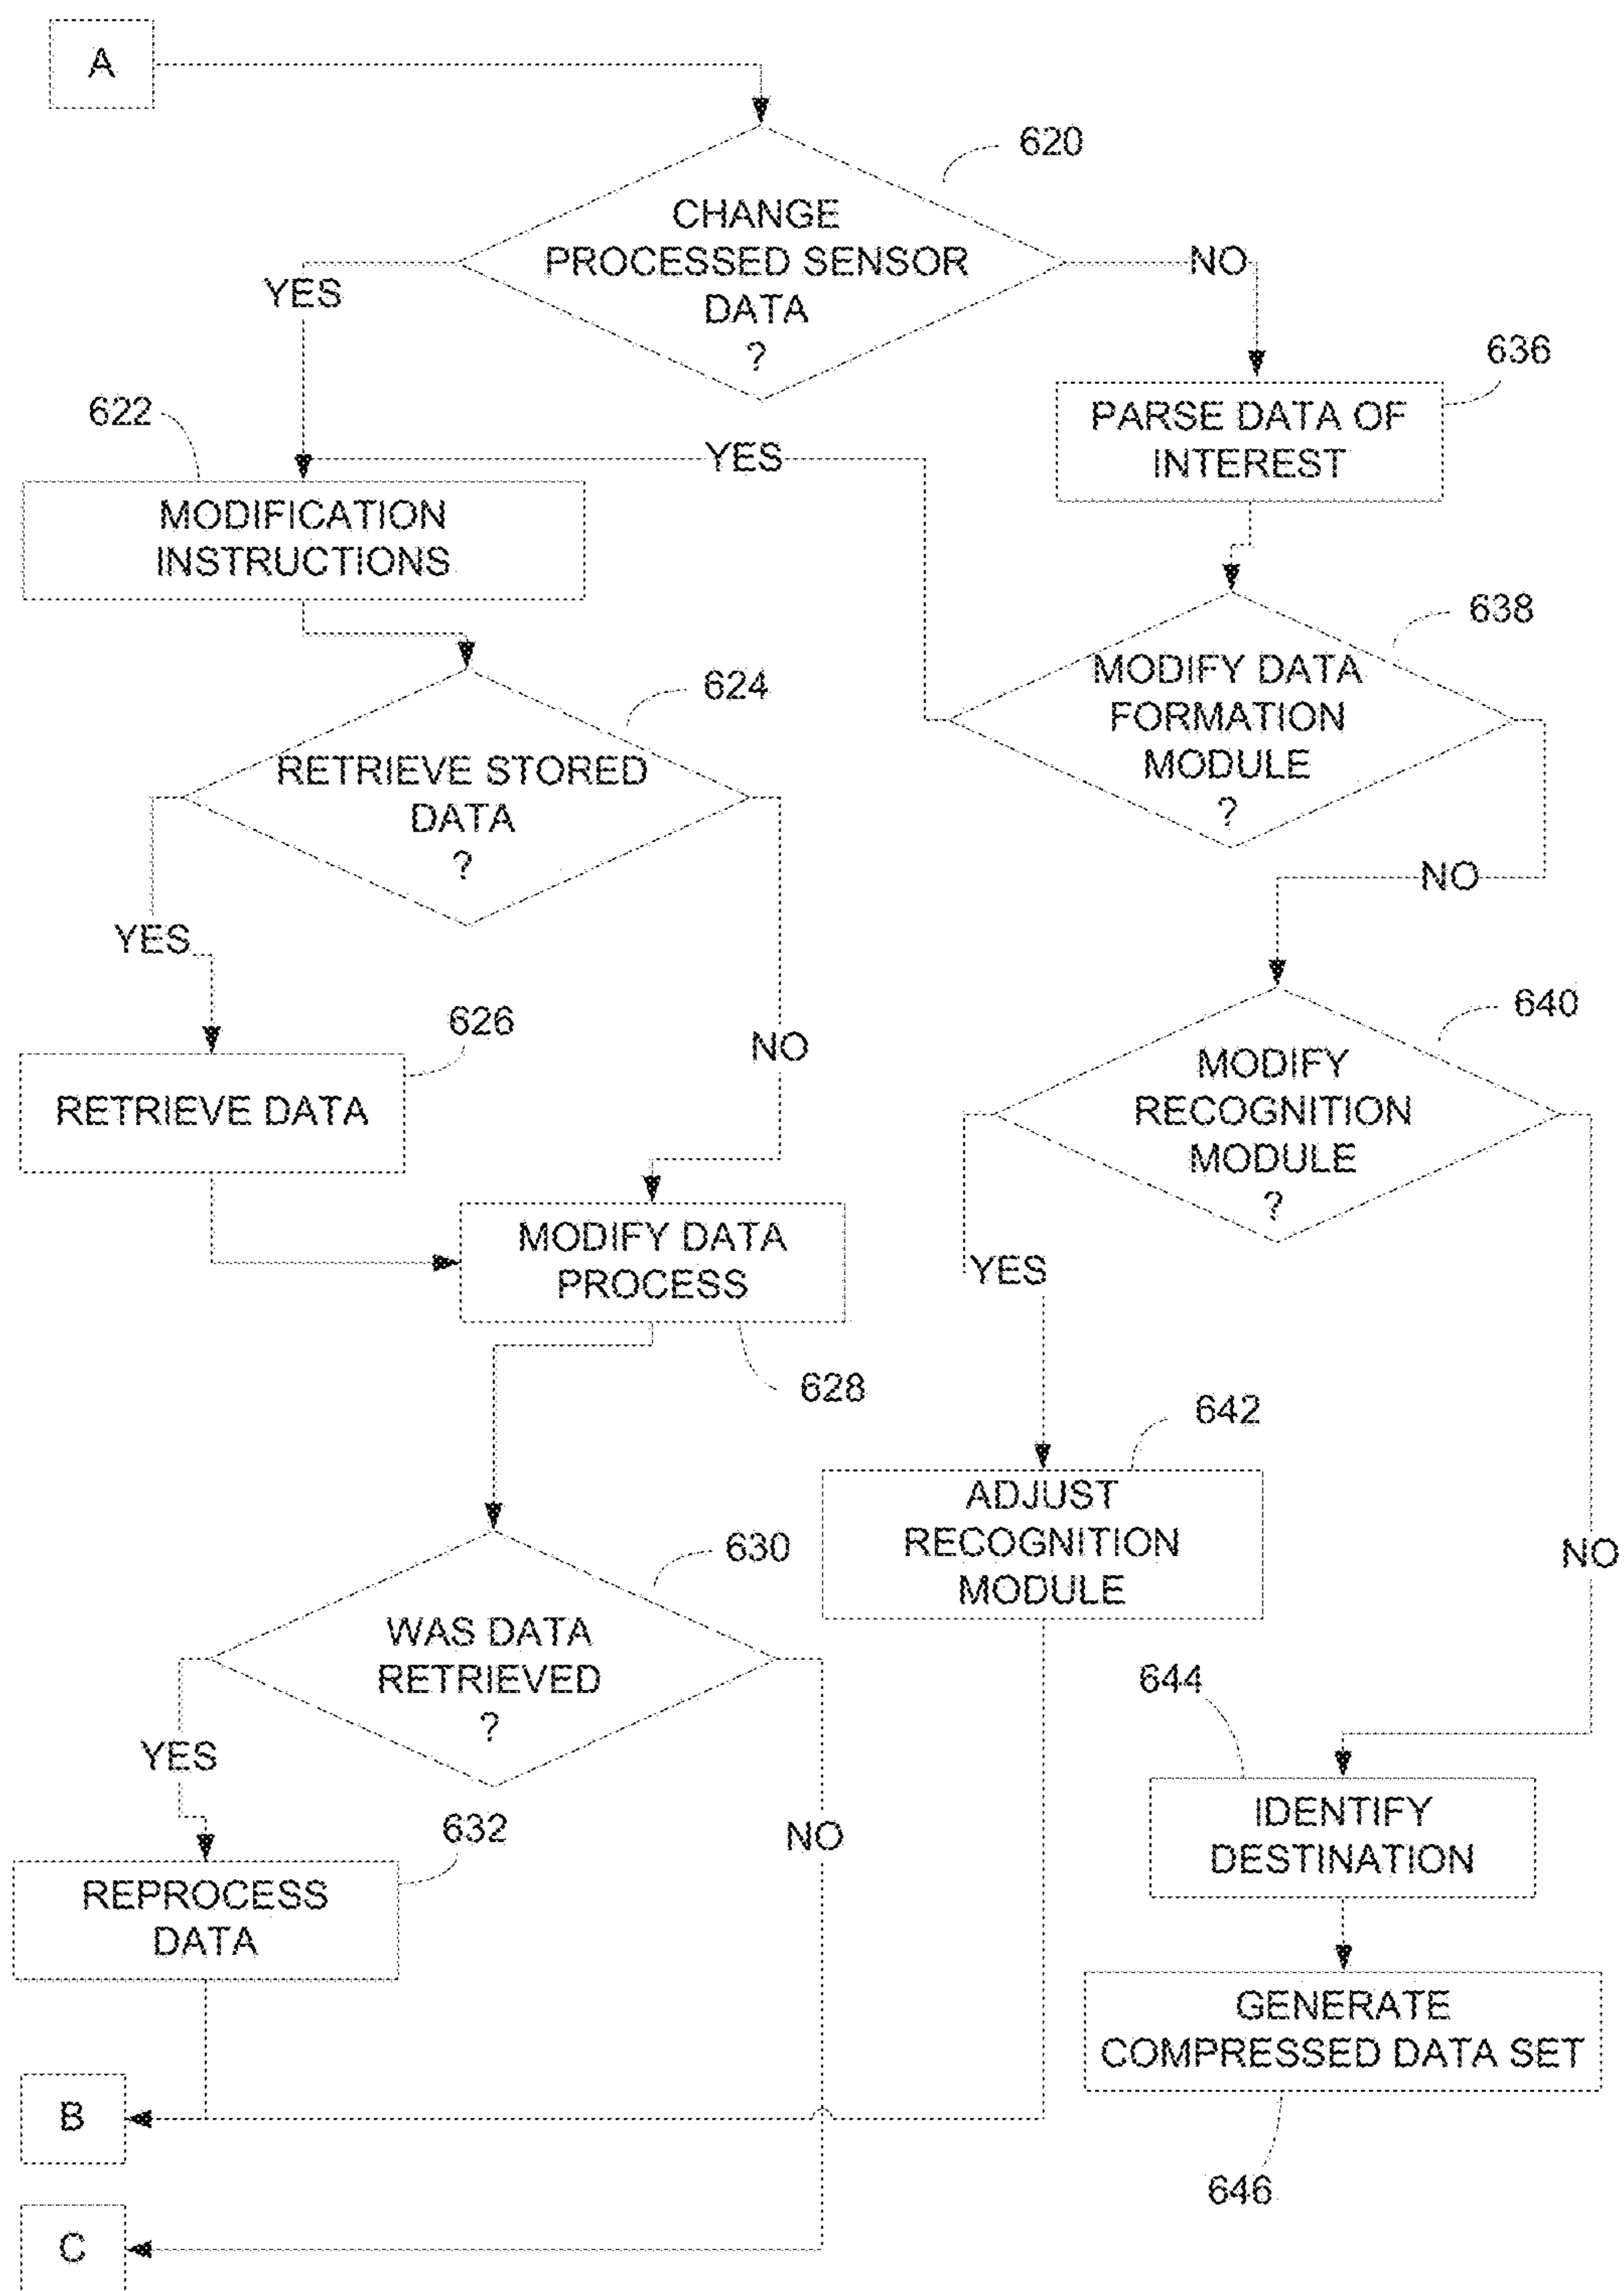 A
620
CHANGE
PROCESSED SENSOR
DATA
?
YES
NO
636
PARSE DATA OF
INTEREST
622
YES
MODIFICATION
INSTRUCTIONS
638
MODIFY DATA
FORMATION
MODULE
?
624
RETRIEVE STORED
DATA
?
NO
YES
640
626
RETRIEVE DATA
NO
MODIFY
RECOGNITION
MODULE
?
MODIFY DATA
PROCESS
YES
628
642
ADJUST
RECOGNITION
MODULE
NO
630
WAS DATA
RETRIEVED
?
644
YES
632
NO
IDENTIFY
DESTINATION
REPROCESS
DATA
GENERATE
COMPRESSED DATA SET
B
646
C